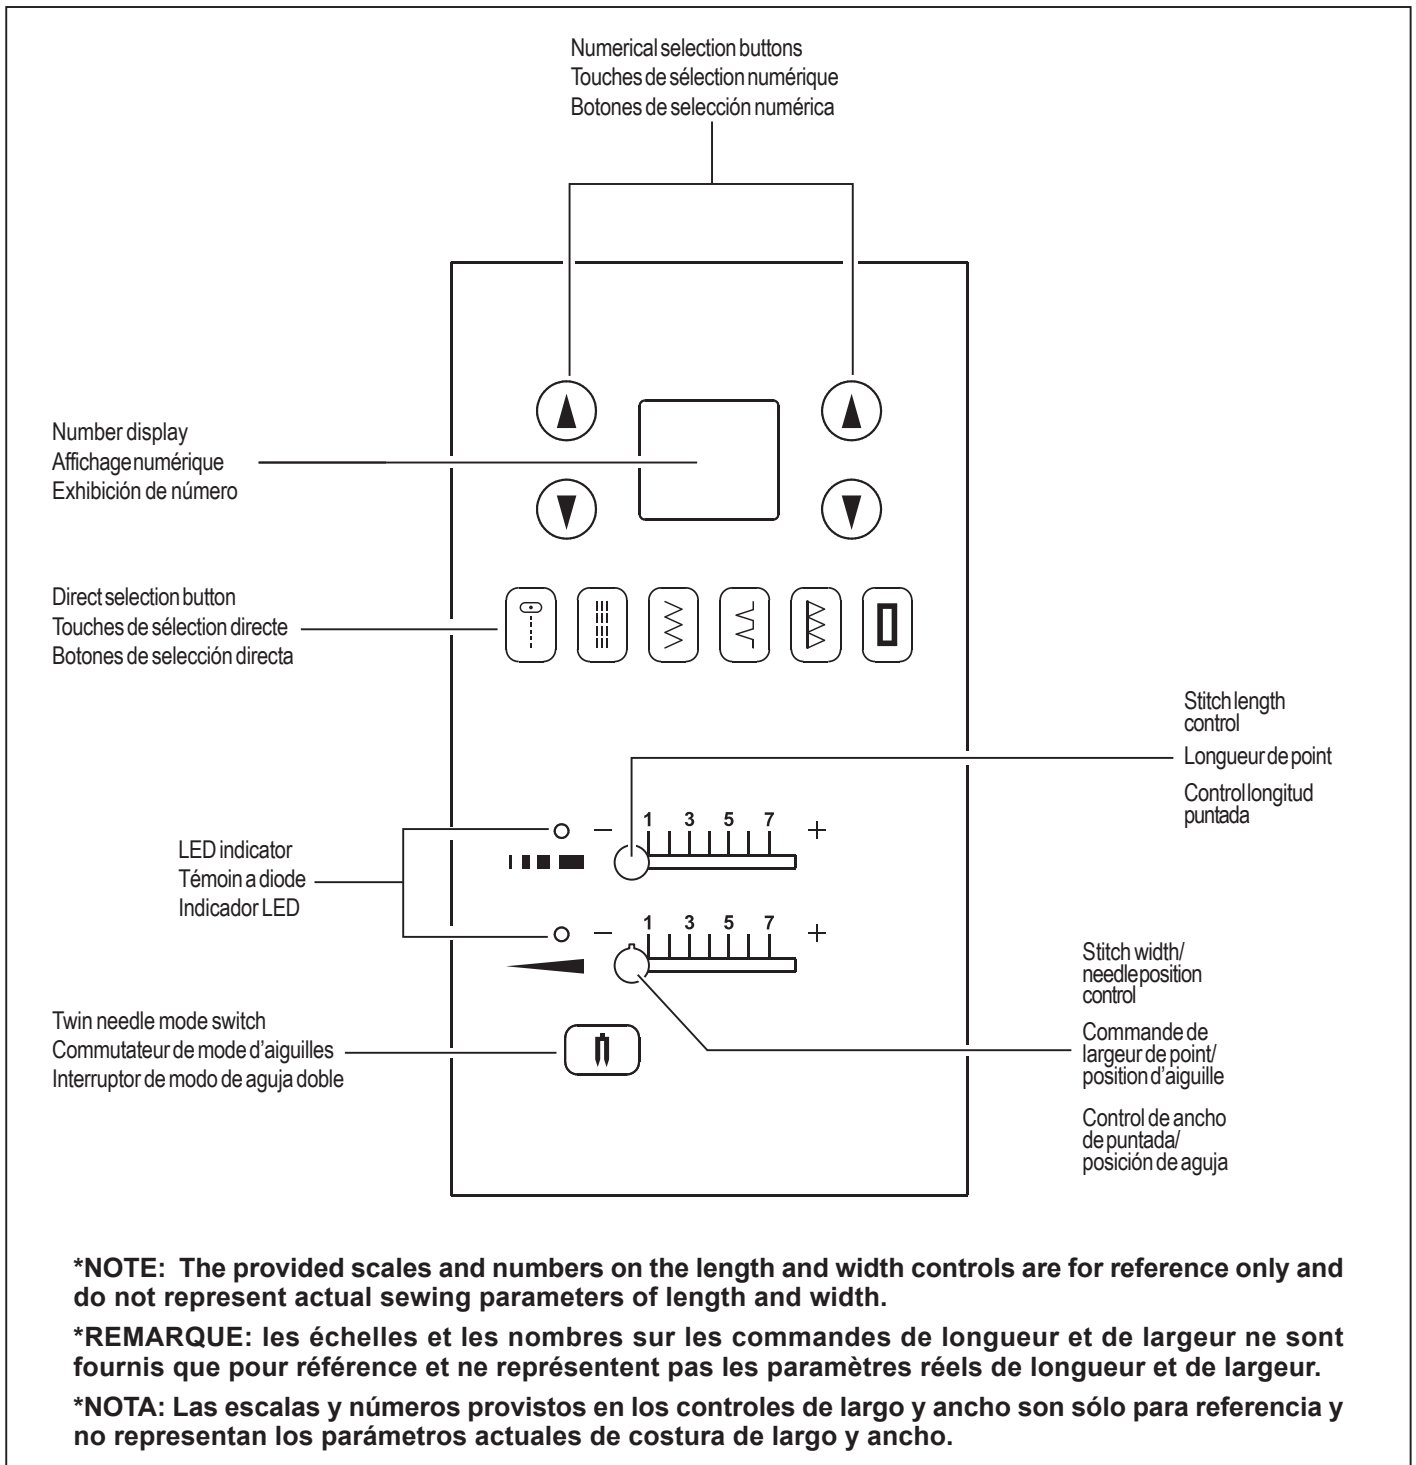 Numerical selection buttons
Touches de sélection numérique
Botones de selección numérica
Number display
Affichage numérique
Exhibición de número
Direct selection button
Touches de sélection directe
Botones de selección directa
Stitch length
control
Longueur de point
Control longitud
puntada
1 3 5 7
LED indicator
Témoin a diode
Indicador LED
1 3 5 7
Stitch width/
needle position
control
Commande de
largeur de point/
position d’aiguille
Control de ancho
de puntada/
posición de aguja
Twin needle mode switch
Commutateur de mode d’aiguilles
Interruptor de modo de aguja doble
*NOTE: The provided scales and numbers on the length and width controls are for reference only and
do not represent actual sewing parameters of length and width.
*REMARQUE: les échelles et les nombres sur les commandes de longueur et de largeur ne sont
fournis que pour référence et ne représentent pas les paramètres réels de longueur et de largeur.
*NOTA: Las escalas y números provistos en los controles de largo y ancho son sólo para referencia y
no representan los parámetros actuales de costura de largo y ancho.